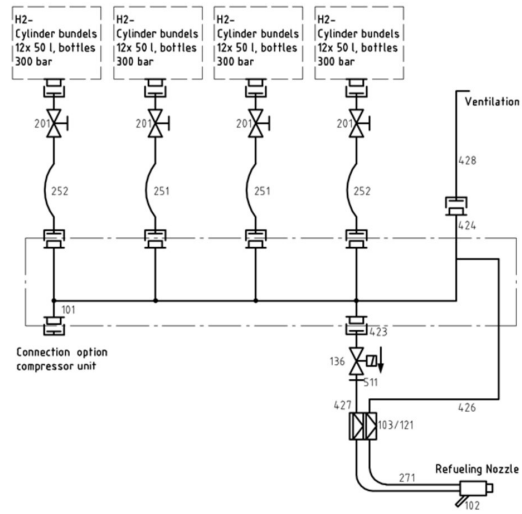 H2-
Cylinder bundels
12x 50 l, bottles
300 bar
H2-
Cylinder bundels
12x 50 l, bottles
300 bar
H2-
Cylinder bundels
12x 50 l, bottles
300 bar
H2-
Cylinder bundels
12x 50 l, bottles
300 bar
Ventilation
201
201
201
201
428
252
251
251
252
424
101
423
Connection option
compressor unit
136
S11
427
426
103/121
Refueling Nozzle
271
102